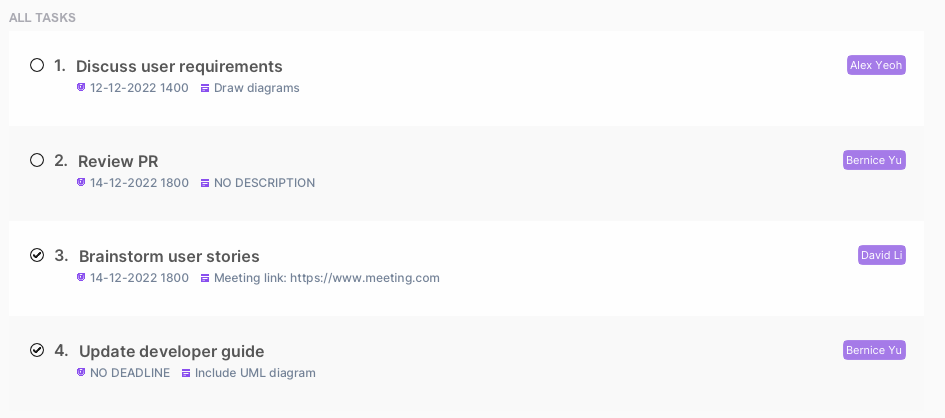 ALL TASKS
1. Discuss user requirements Alex Yeoh
12-12-2022 1400 Draw diagrams
2. Review PR Bernice Yu
14-12-2022 1800 NO DESCRIPTION
3. Brainstorm user stories David Li
14-12-2022 1800 Meeting link: https://www.meeting.com
4. Update developer guide Bernice Yu
NO DEADLINE Include UML diagram